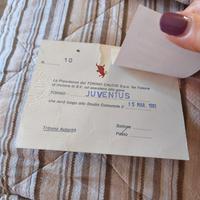 10
La Presidenza del TORINO CALCIO S.p.A. ha l'onore
di invitare la S.V. ad assistere alla gara
TORINO - JUVENTUS
che avrà luogo allo Stadio Comunale il 15 MAR. 1981
Tribuna Autorità
Settore
Posto